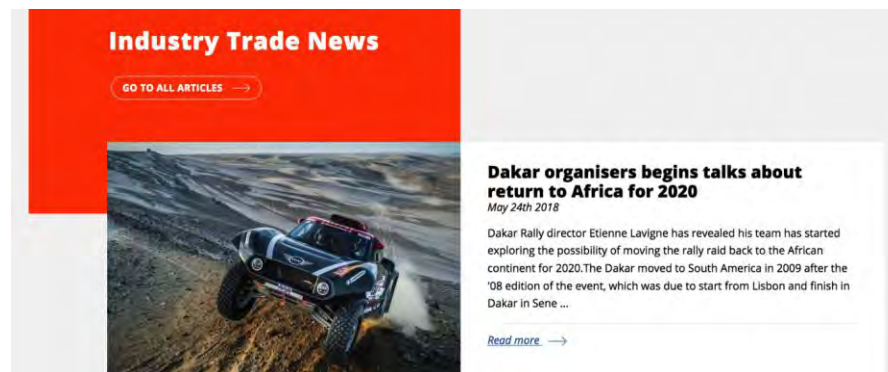 Industry Trade News
GO TO ALL ARTICLES
Dakar organisers begins talks about
return to Africa for 2020
May 24th 2018
Dakar Rally director Etienne Lavigne has revealed his team has started
exploring the possibility of moving the rally raid back to the African
continent for 2020.The Dakar moved to South America in 2009 after the
'08 edition of the event, which was due to start from Lisbon and finish in
Dakar in Sene ...
Read more